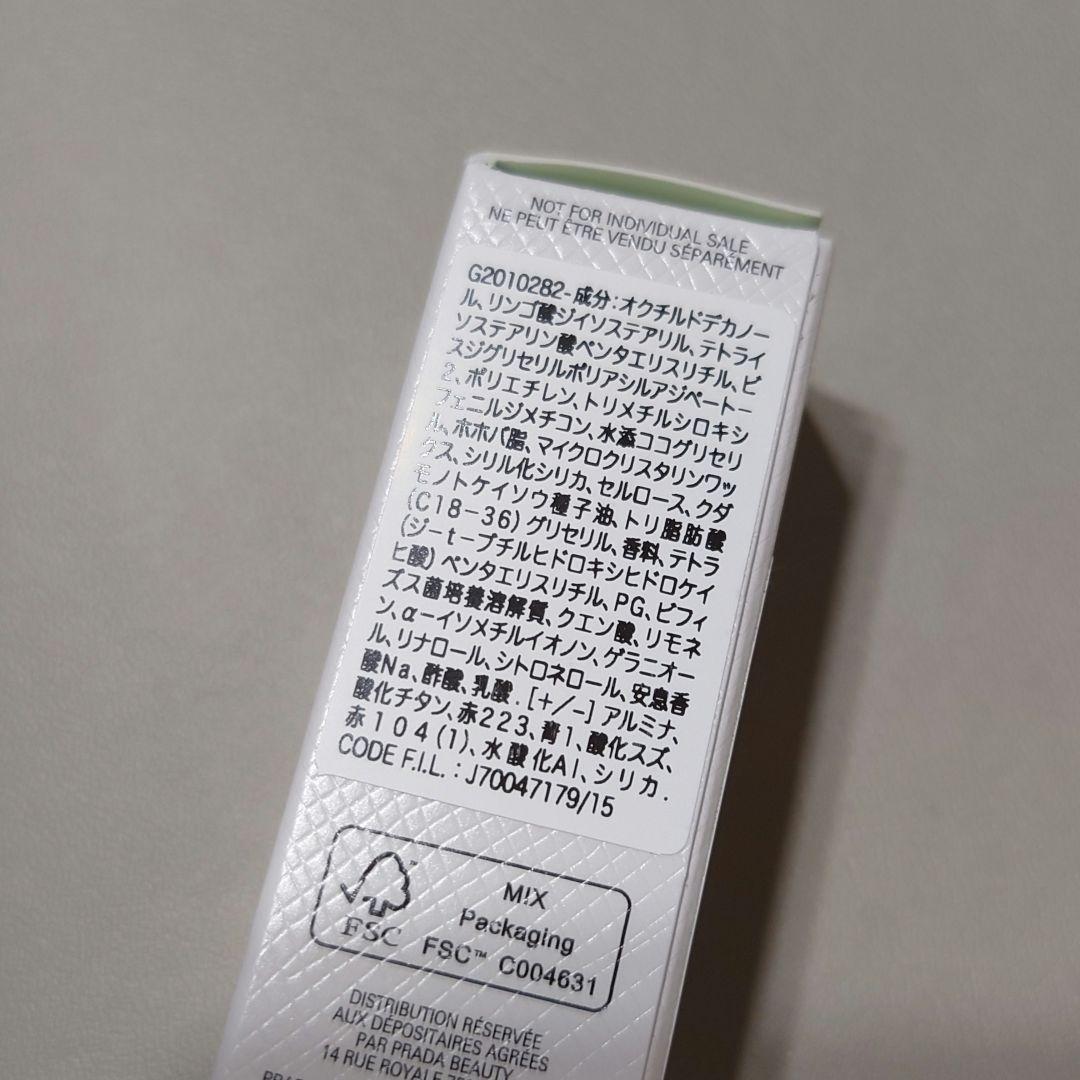 NOT FOR INDIVIDUAL SALE
NE PEUT ÊTRE VENDU SÉPARÉMENT
G2010282-成分:オクチルドデカノー
ル、リンゴ酸ジイソステアリル、テトライ
ソステアリン酸ペンタエリスリチル、ビ
スジグリセリルポリアシルアジペート-
2、ポリエチレン、トリメチルシロキシ
フェニルジメチコン、水添ココグリセリ
ル、ホホバ脂、マイクロクリスタリンワッ
クス、シリル化シリカ、セルロース、クダ
モノトケイソウ種子油、トリ脂肪酸
(C18-36)グリセリル、香料、テトラ
(ジ-t-ブチルヒドロキシヒドロケイ
ヒ酸)ペンタエリスリチル、PG、ビフィ
ズス菌培養溶解質、クエン酸、リモネ
ン、α-イソメチルイオノン、ゲラニオー
ル、リナロール、シトロネロール、安息香
酸Na、酢酸、乳酸.[+/-]アルミナ、
酸化チタン、赤223、青1、酸化スズ、
赤104(1)、水酸化Al、シリカ.
CODE F.I.L. : J70047179/15
MIX
Packaging
FSC FSC™ C004631
DISTRIBUTION RÉSERVÉE
AUX DÉPOSITAIRES AGRÉÉS
PAR PRADA BEAUTY
14 RUE ROYALE